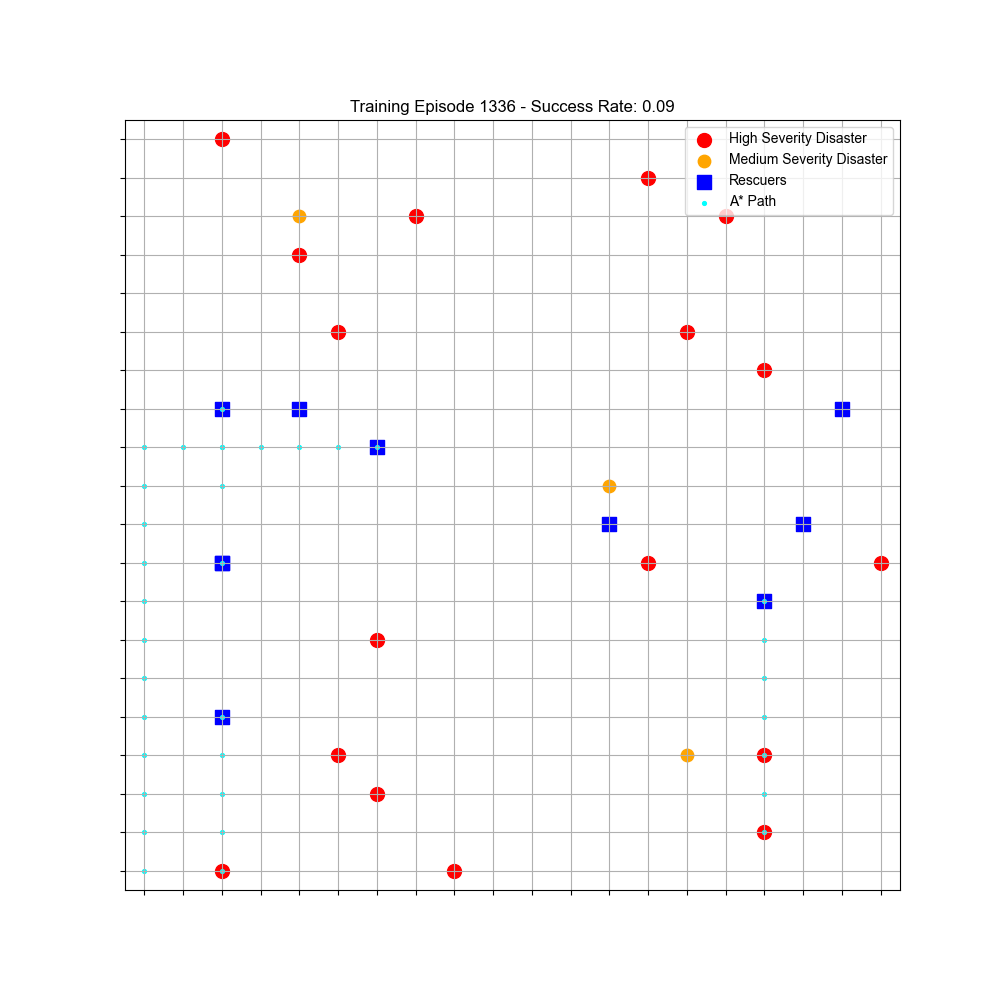 Training Episode 1336 - Success Rate: 0.09
High Severity Disaster
Medium Severity Disaster
Rescuers
A* Path